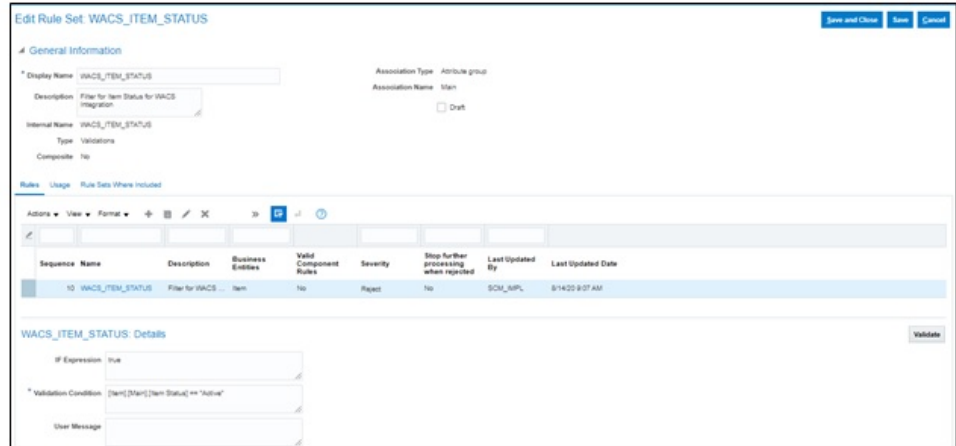 Edit Rule Set: WACS_ITEM_STATUS
Save and Close Save Cancel
General Information
* Display Name WACS_ITEM_STATUS
Description Filter for Item Status for WACS Integration
Internal Name WACS_ITEM_STATUS
Type Validations
Composite No
Association Type Attribute group
Association Name Main
Draft
Rules Usage Rule Sets Where Included
Actions View Format
Sequence Name Description Business Entities Valid Component Rules Severity Stop further processing when rejected Last Updated By Last Updated Date
10 WACS_ITEM_STATUS Filter for WACS ... Item No Reject No SCM_IMPL 8/14/20 9:07 AM
WACS_ITEM_STATUS: Details
Validate
IF Expression true
* Validation Condition [Item].[Main].[Item Status] == "Active"
User Message